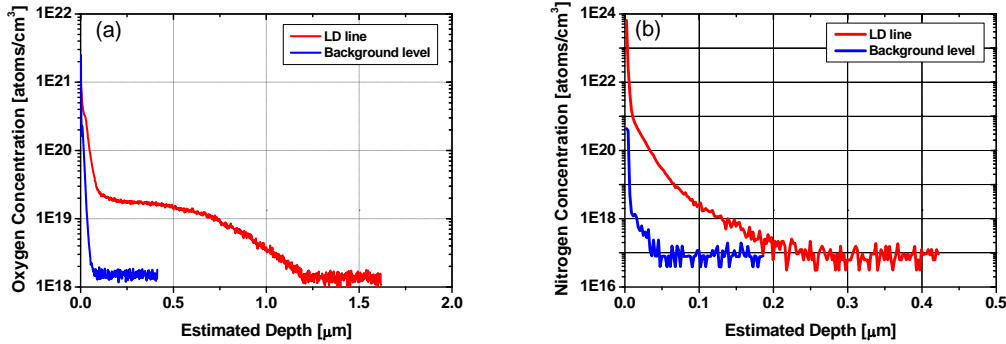 (a)
LD line
Background level
1E22
1E21
1E20
1E19
1E18
0.0 0.5 1.0 1.5 2.0
Oxygen Concentration [atoms/cm³]
Estimated Depth [μm]
(b)
LD line
Background level
1E24
1E22
1E20
1E18
1E16
0.0 0.1 0.2 0.3 0.4 0.5
Nitrogen Concentration [atoms/cm³]
Estimated Depth [μm]